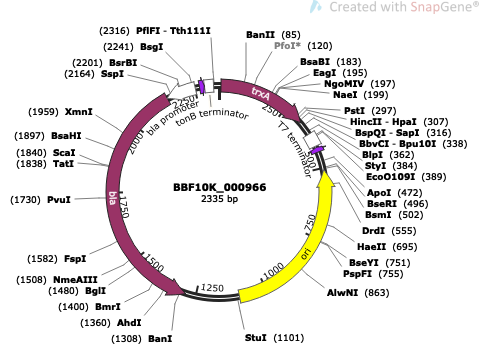 Created with SnapGene®
(2316) PflFI - Tth111I
(2241) BsgI
(2201) BsrBI
(2164) SspI
(1959) XmnI
(1897) BsaHI
(1840) ScaI
(1838) TatI
(1730) PvuI
(1582) FspI
(1508) NmeAIII
(1480) BglI
(1400) BmrI
(1360) AhdI
(1308) BanI
BanII (85)
PfoI* (120)
BsaBI (183)
EagI (195)
NgoMIV (197)
NaeI (199)
PstI (297)
HincII - HpaI (307)
BspQI - SapI (316)
BbvCI - Bpu10I (338)
BlpI (362)
StyI (384)
EcoO109I (389)
ApoI (472)
BseRI (496)
BsmI (502)
DrdI (555)
HaeII (695)
BseYI (751)
PspFI (755)
AlwNI (863)
StuI (1101)
trxA
T7 terminator
ori
bla
bla promoter
tonB terminator
250
500
750
1000
1250
1500
1750
2000
2250
BBF10K_000966
2335 bp